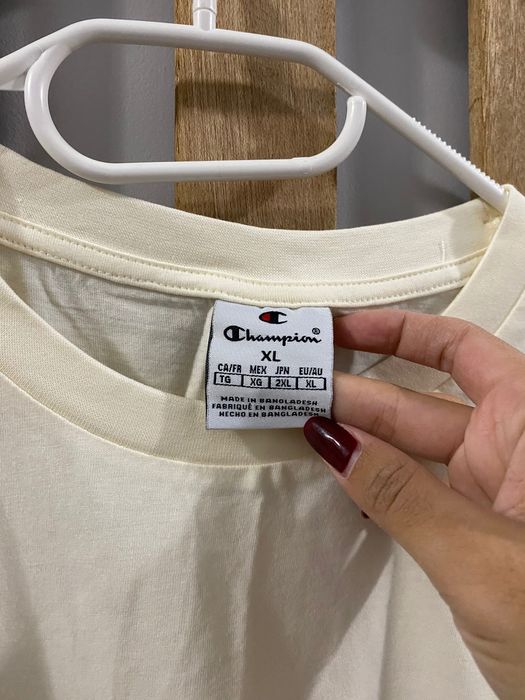 Champion®
XL
CA/FR MEX JPN EU/AU
TG XG 2XL XL
MADE IN BANGLADESH
FABRIQUÉ EN BANGLADESH
HECHO EN BANGLADESH